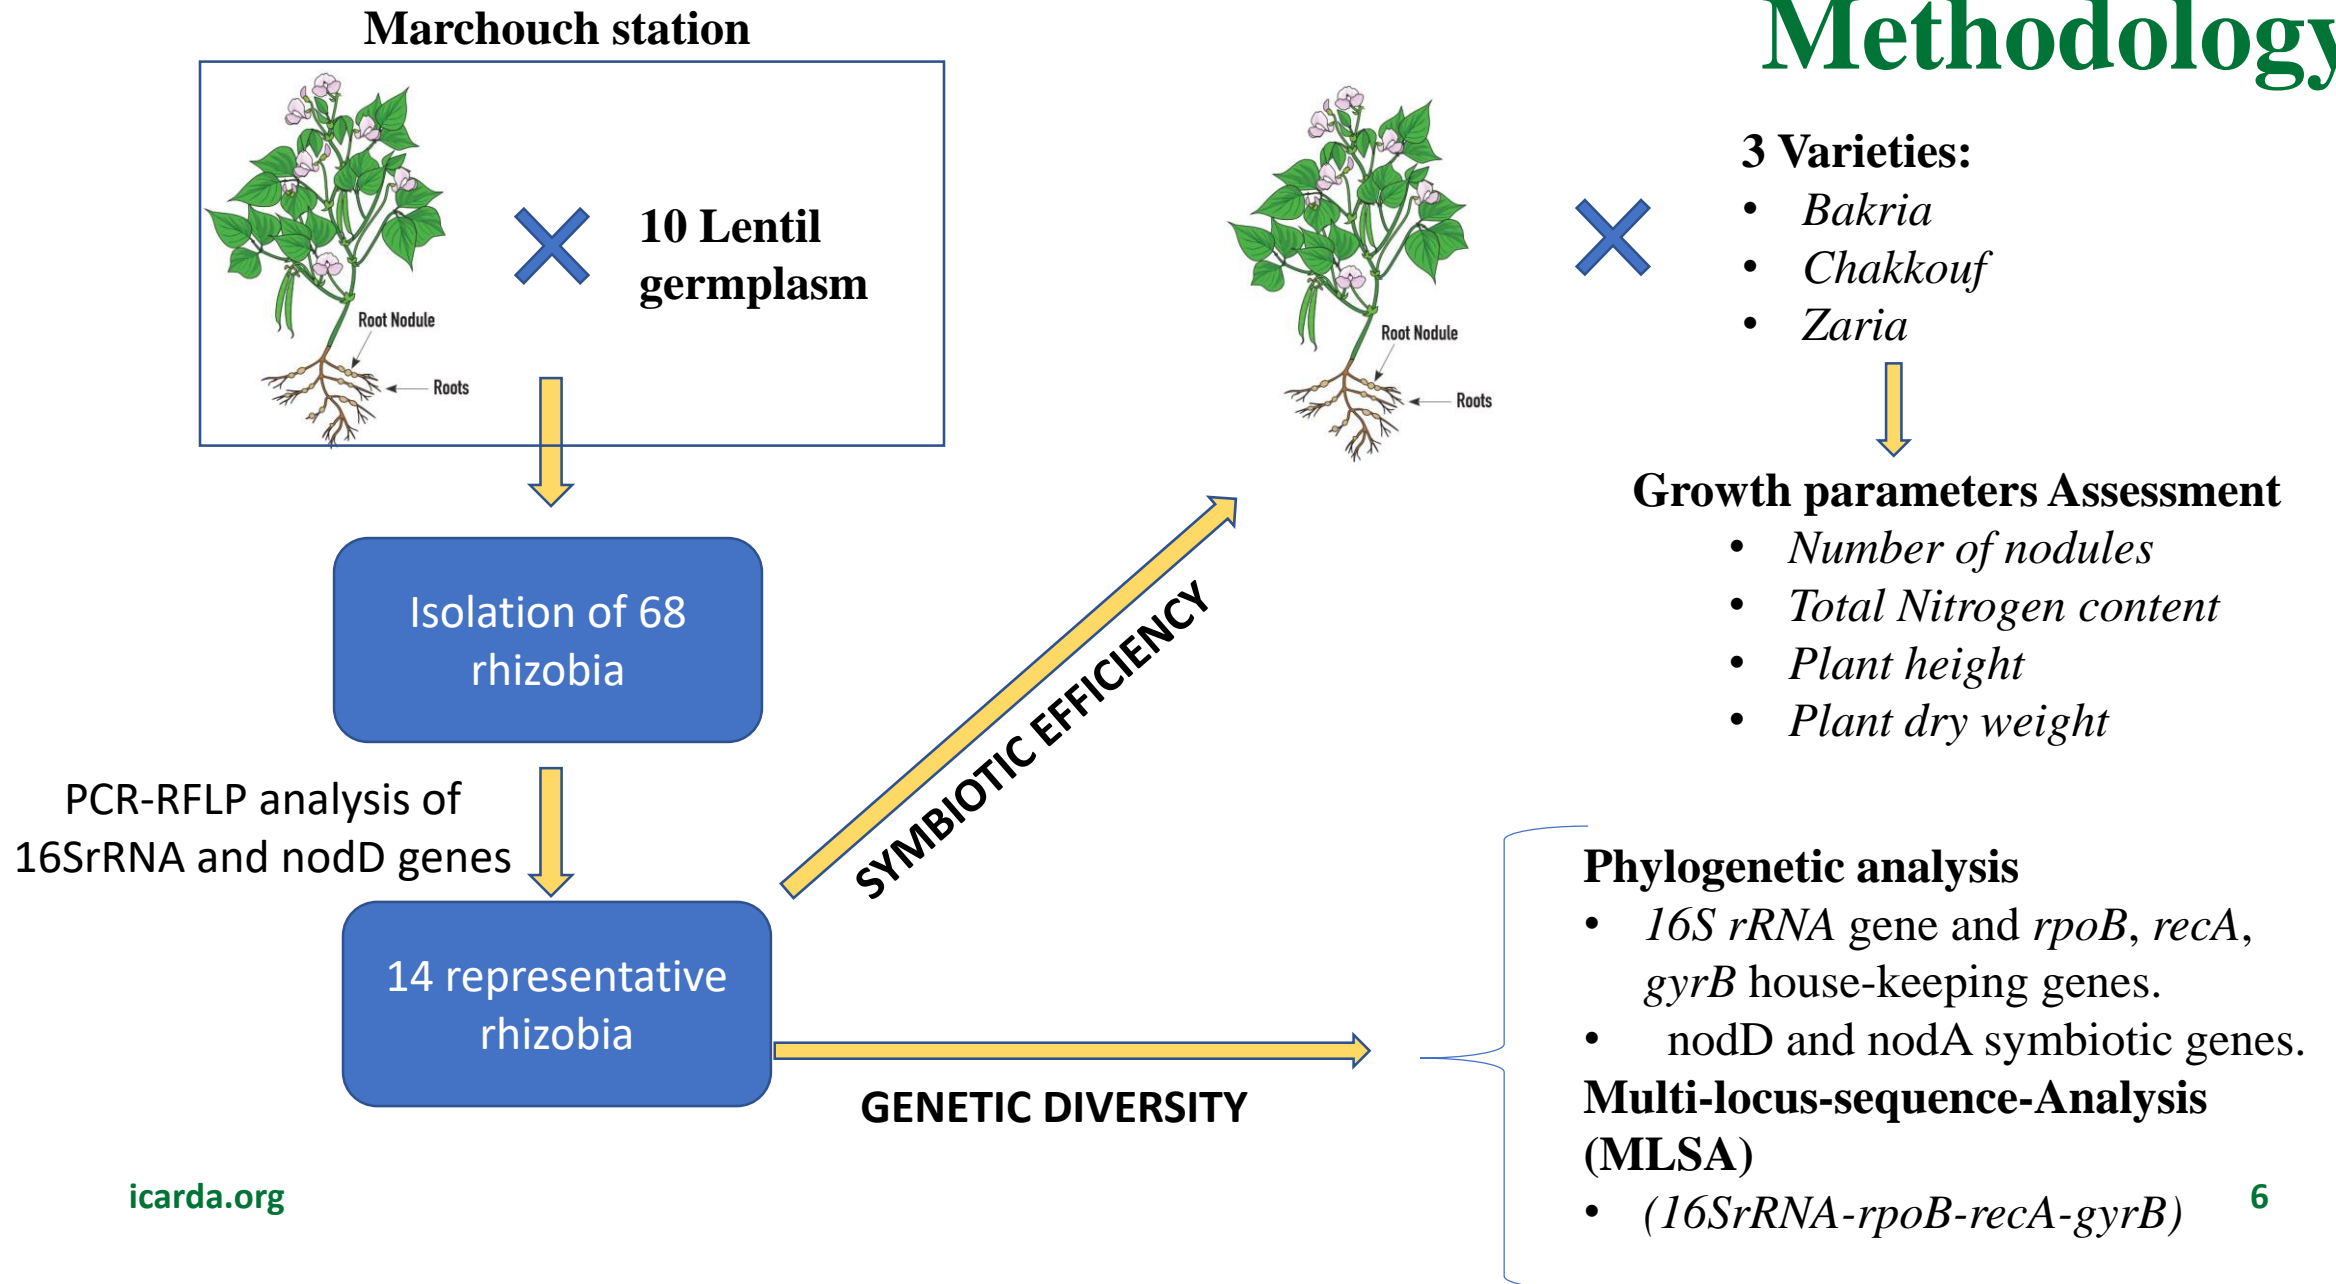 Methodology
Marchouch station
10 Lentil
germplasm
Root Nodule
Roots
Isolation of 68
rhizobia
PCR-RFLP analysis of
16SrRNA and nodD genes
14 representative
rhizobia
SYMBIOTIC EFFICIENCY
GENETIC DIVERSITY
Root Nodule
Roots
3 Varieties:
• Bakria
• Chakkouf
• Zaria
Growth parameters Assessment
• Number of nodules
• Total Nitrogen content
• Plant height
• Plant dry weight
Phylogenetic analysis
• 16S rRNA gene and rpoB, recA,
gyrB house-keeping genes.
• nodD and nodA symbiotic genes.
Multi-locus-sequence-Analysis
(MLSA)
• (16SrRNA-rpoB-recA-gyrB)
icarda.org
6